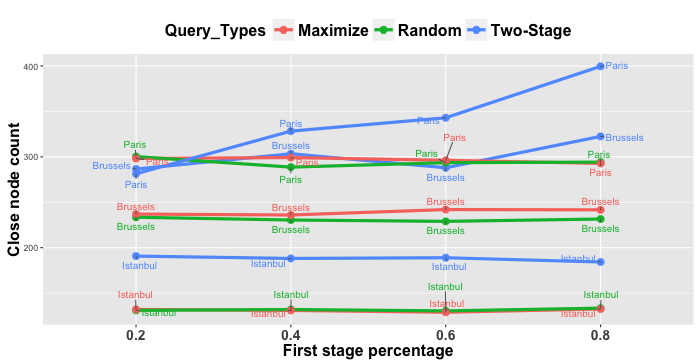 Query_Types Maximize Random Two-Stage
Close node count
400
300
200
Paris
Paris
Brussels
Paris
Brussels
Brussels
Istanbul
Istanbul
Istanbul
Paris
Brussels
Paris
Paris
Brussels
Brussels
Istanbul
Istanbul
Istanbul
Paris
Paris
Paris
Brussels
Brussels
Brussels
Istanbul
Istanbul
Istanbul
Paris
Brussels
Paris
Paris
Brussels
Brussels
Istanbul
Istanbul
Istanbul
0.2 0.4 0.6 0.8
First stage percentage